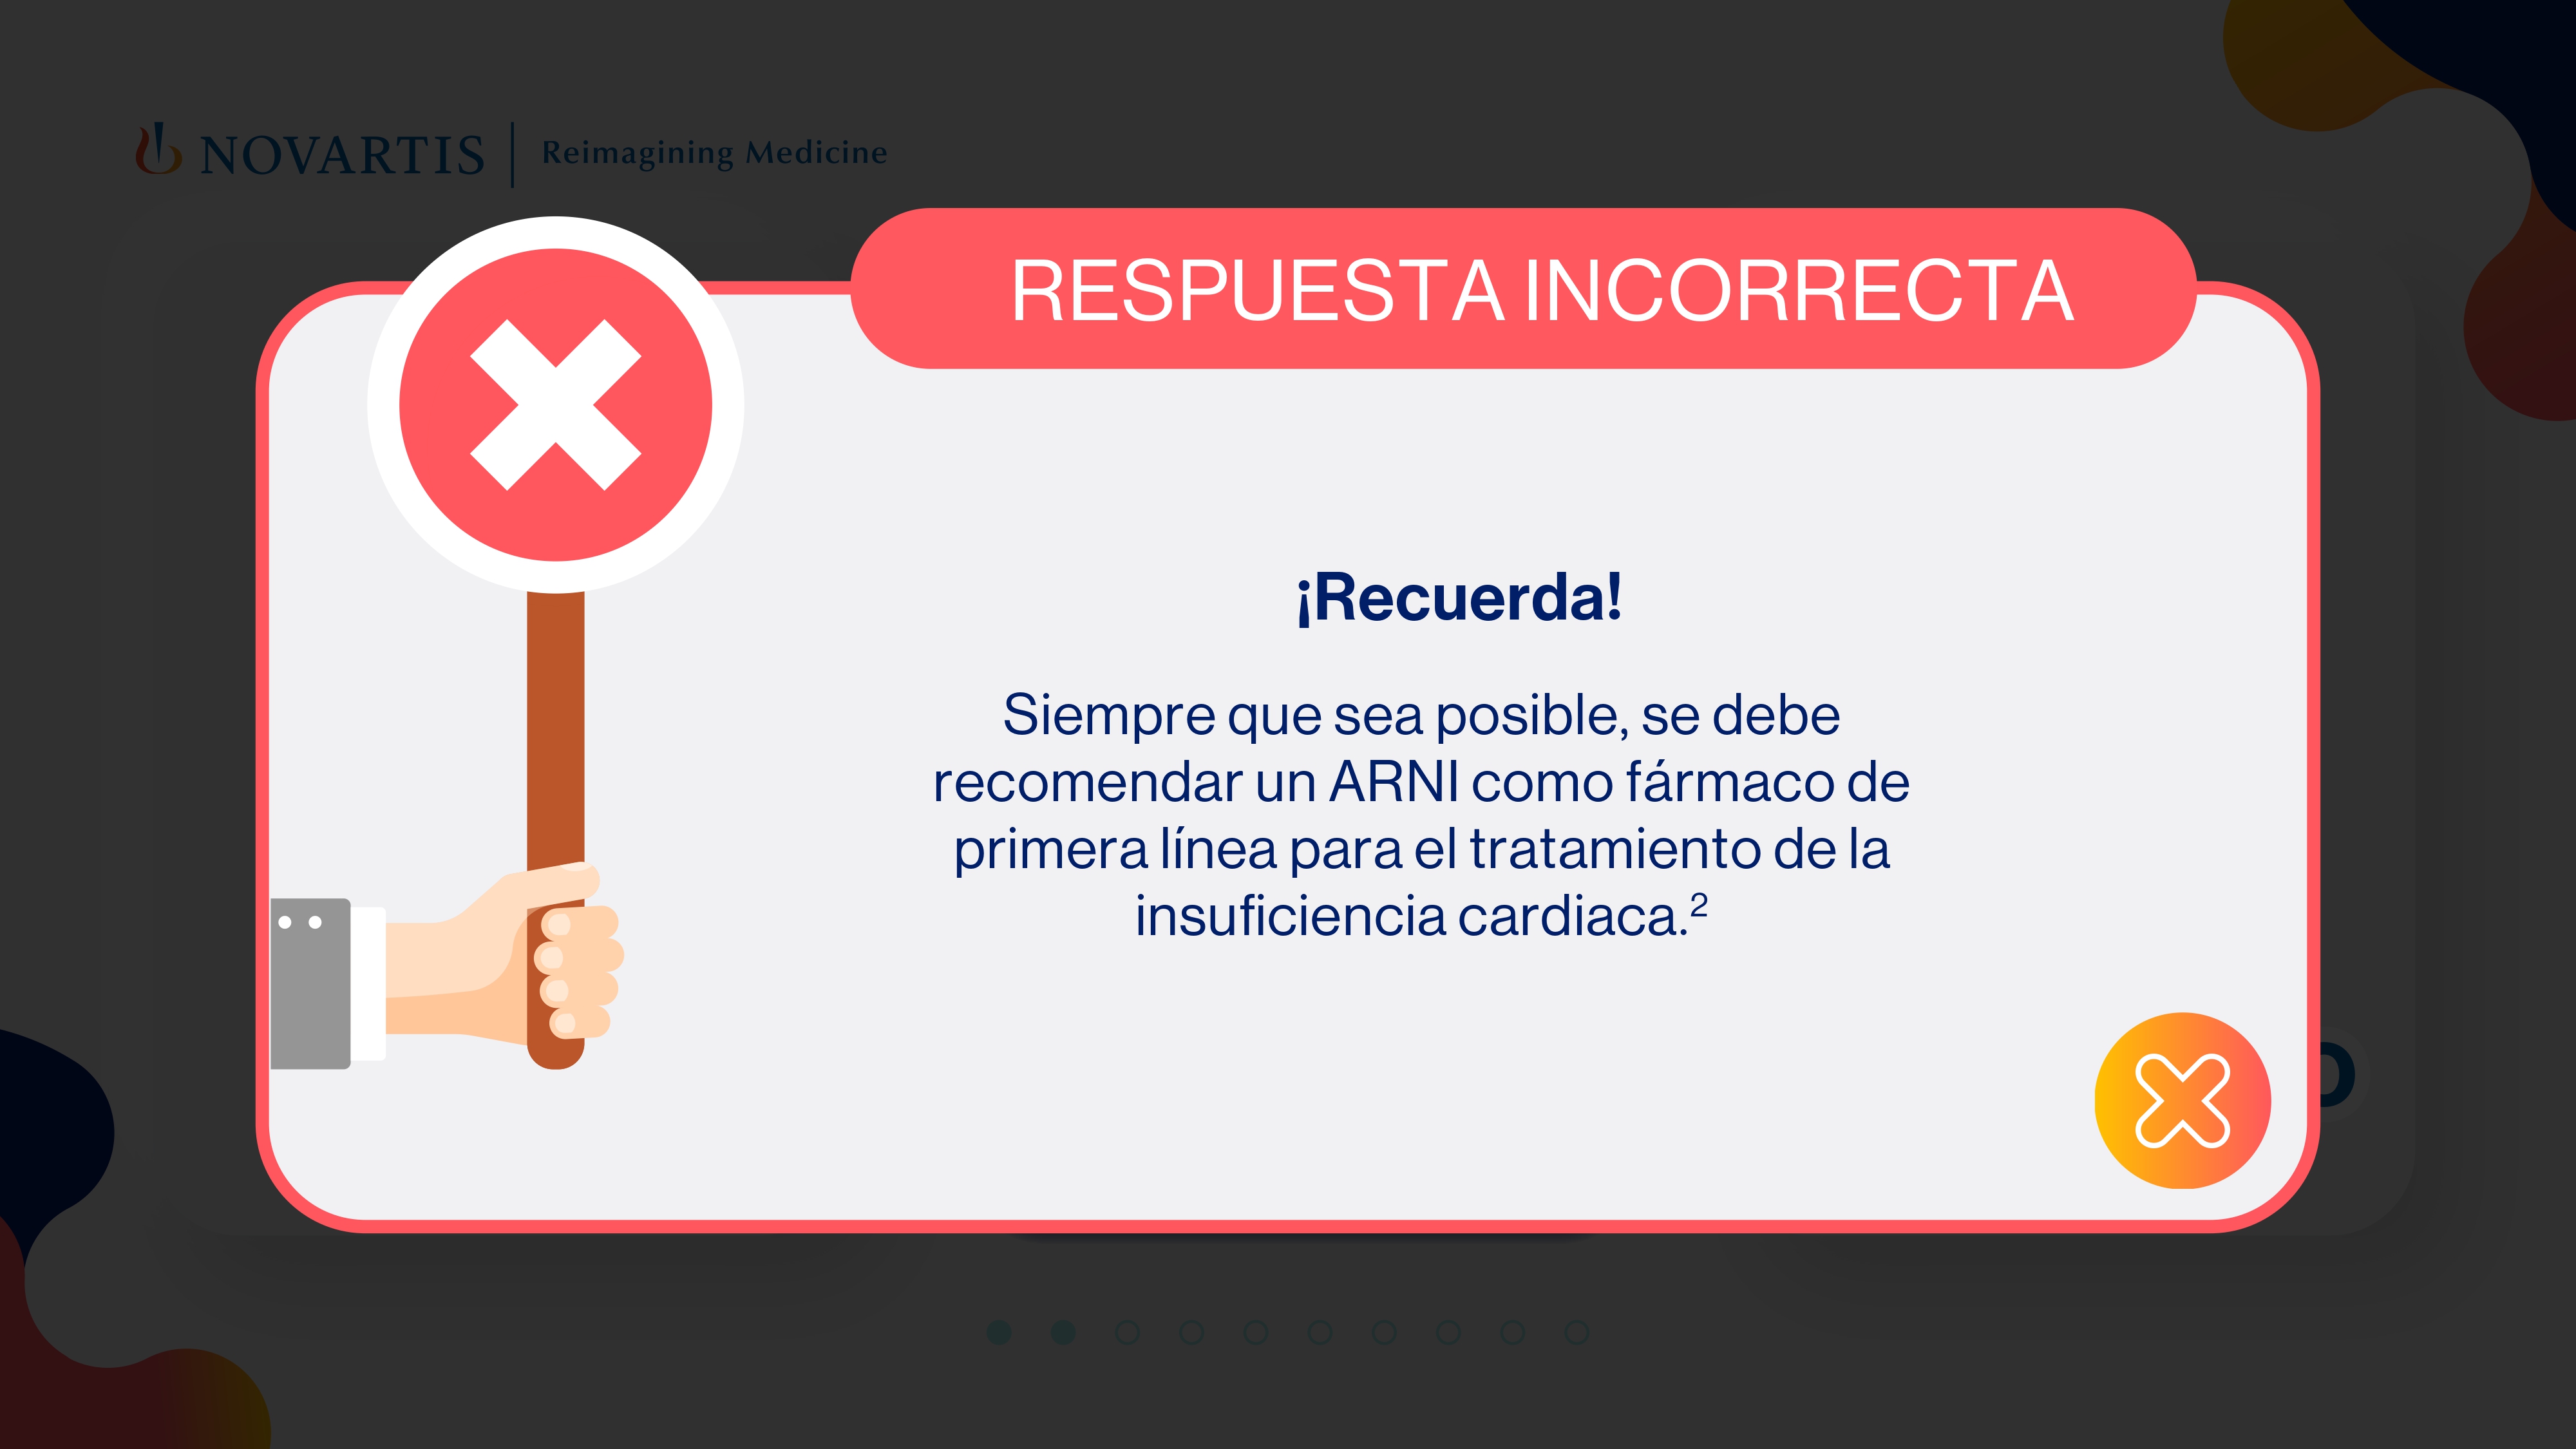 NOVARTIS | Reimagining Medicine
RESPUESTA INCORRECTA
¡Recuerda!
Siempre que sea posible, se debe
recomendar un ARNI como fármaco de
primera línea para el tratamiento de la
insuficiencia cardiaca.²